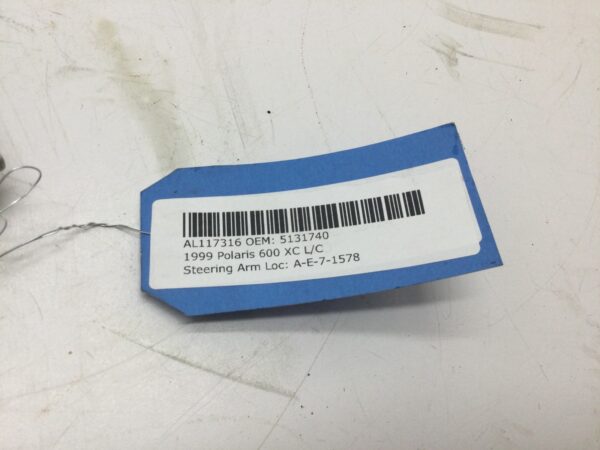 AL117316 OEM: 5131740
1999 Polaris 600 XC L/C
Steering Arm Loc: A-E-7-1578